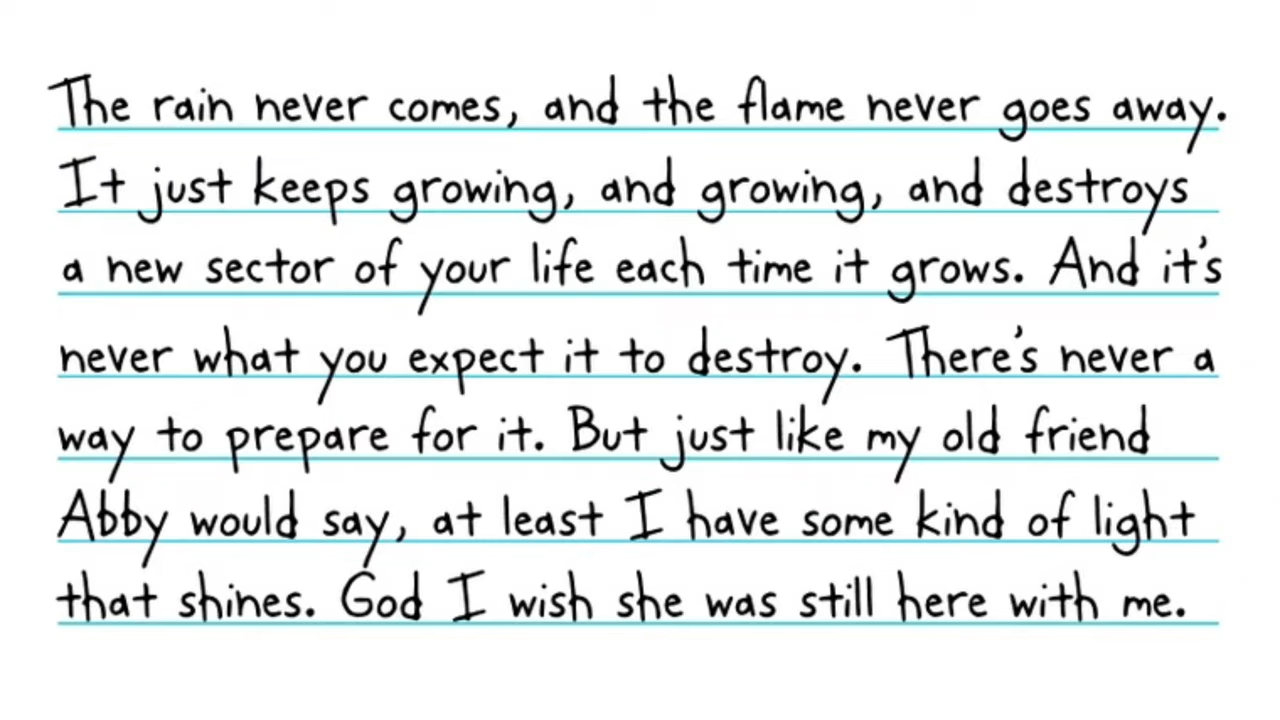 The rain never comes, and the flame never goes away.
It just keeps growing, and growing, and destroys
a new sector of your life each time it grows. And it's
never what you expect it to destroy. There's never a
way to prepare for it. But just like my old friend
Abby would say, at least I have some kind of light
that shines. God I wish she was still here with me.